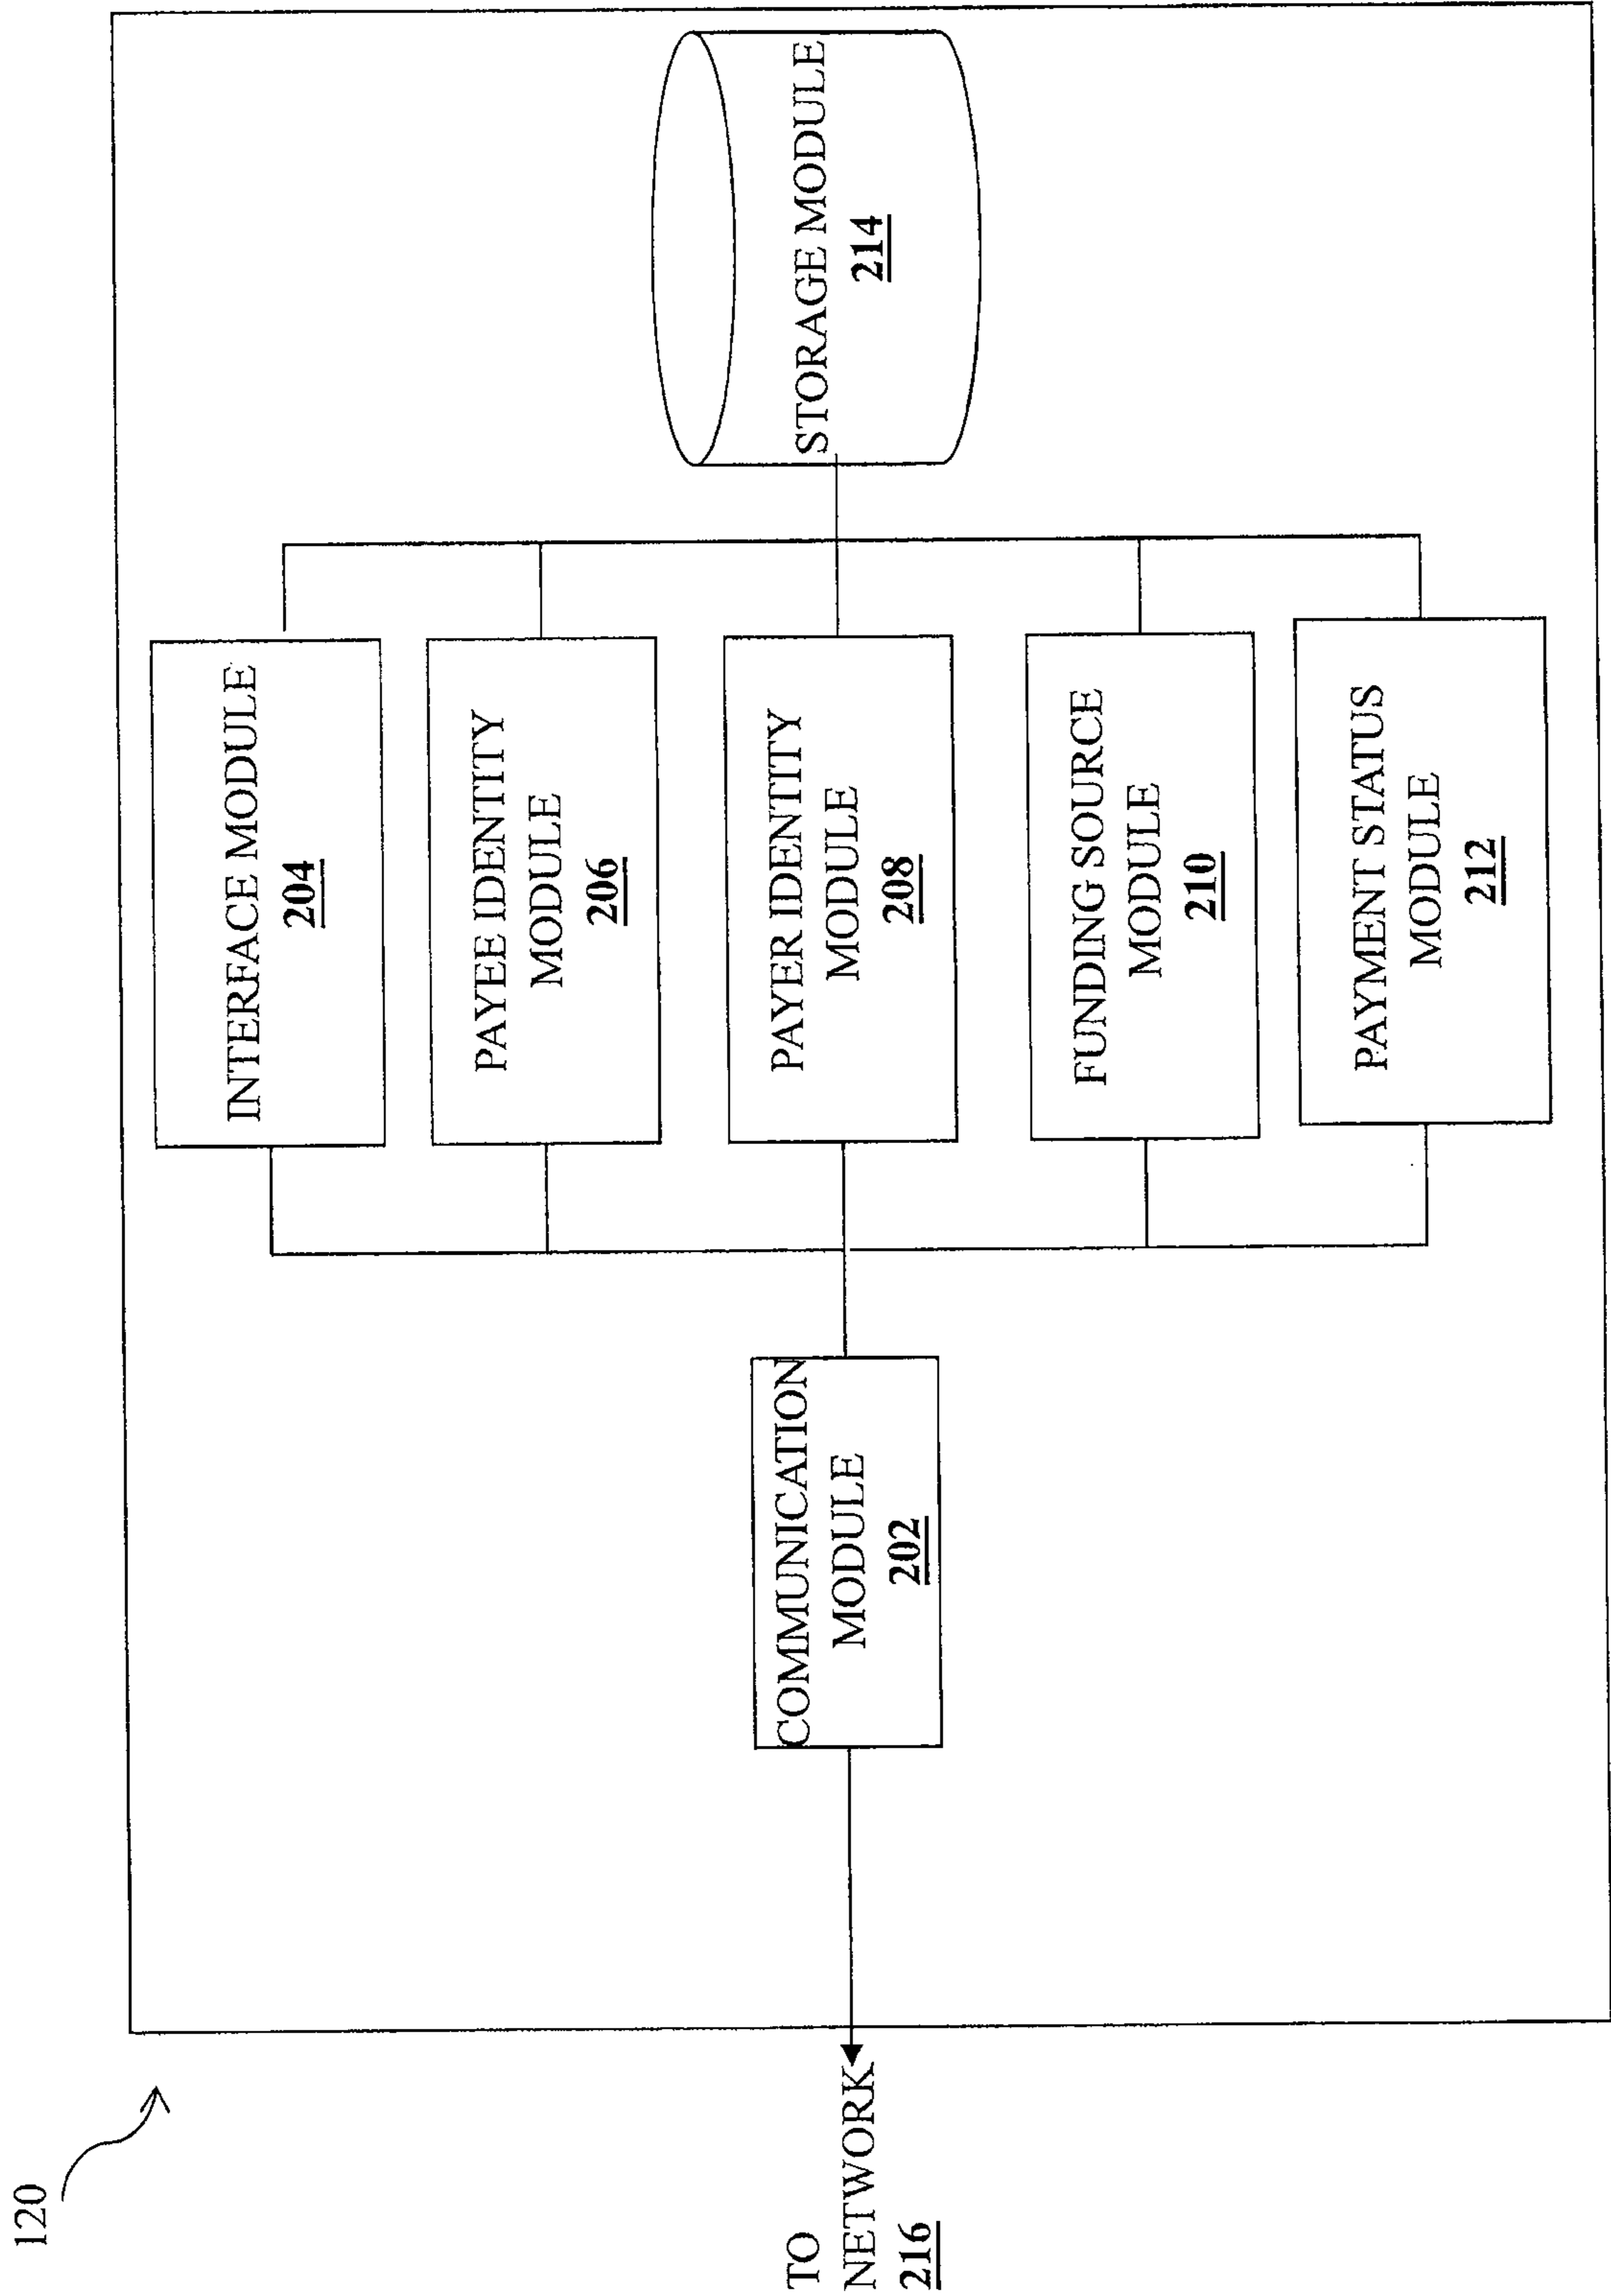 120
TO
NETWORK
216
COMMUNICATION
MODULE
202
INTERFACE MODULE
204
PAYEE IDENTITY
MODULE
206
PAYER IDENTITY
MODULE
208
FUNDING SOURCE
MODULE
210
PAYMENT STATUS
MODULE
212
STORAGE MODULE
214